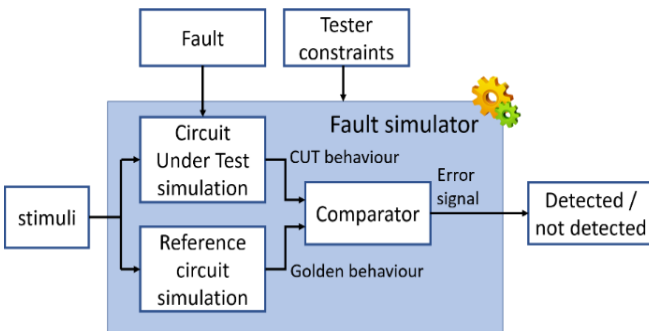 Fault
Tester
constraints
Fault simulator
Circuit
Under Test
simulation
CUT behaviour
stimuli
Comparator
Error
signal
Detected /
not detected
Reference
circuit
simulation
Golden behaviour